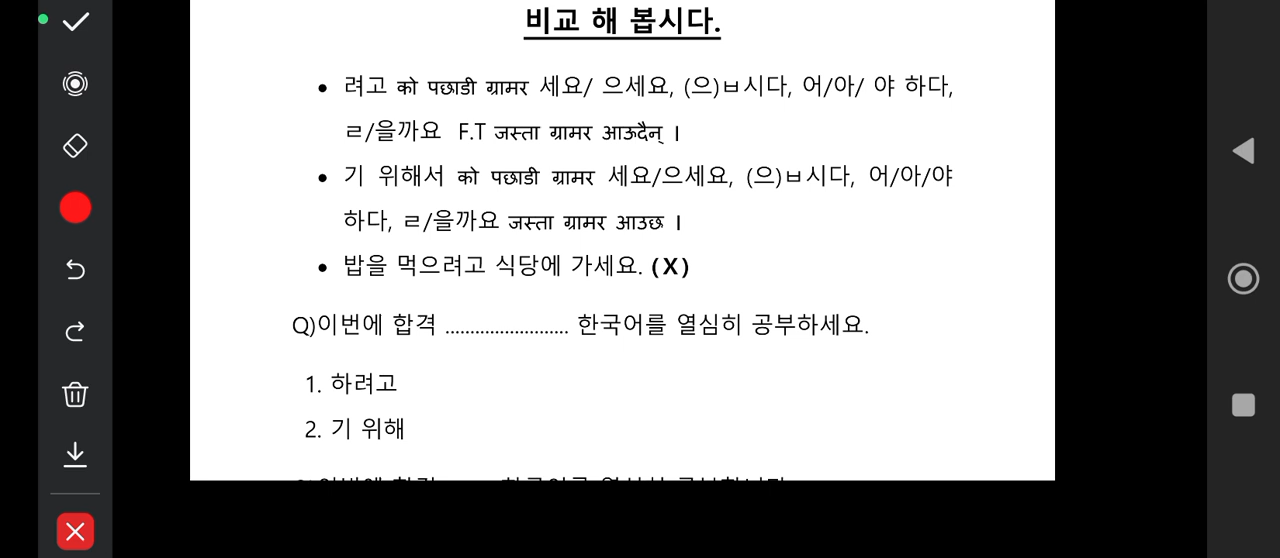 비교 해 봅시다.
• 려고 को पछाडी ग्रामर 세요/ 으세요, (으)ㅂ시다, 어/아/ 야 하다,
ㄹ/을까요 F.T जस्ता ग्रामर आऊदैन् ।
• 기 위해서 को पछाडी ग्रामर 세요/으세요, (으)ㅂ시다, 어/아/야
하다, ㄹ/을까요 जस्ता ग्रामर आउछ ।
• 밥을 먹으려고 식당에 가세요. (X)
Q)이번에 합격 ......................... 한국어를 열심히 공부하세요.
1. 하려고
2. 기 위해